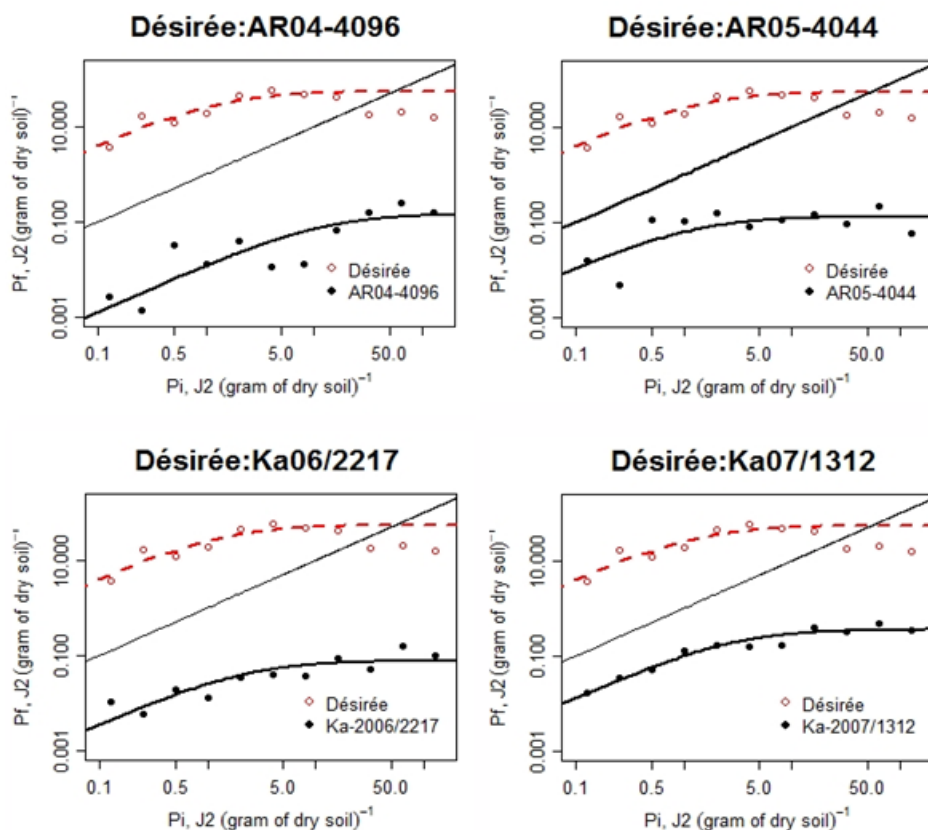 Désirée:AR04-4096
Pf, J2 (gram of dry soil)⁻¹
10.000
0.100
0.001
Désirée
AR04-4096
0.1 0.5 5.0 50.0
Pi, J2 (gram of dry soil)⁻¹
Désirée:AR05-4044
Pf, J2 (gram of dry soil)⁻¹
10.000
0.100
0.001
Désirée
AR05-4044
0.1 0.5 5.0 50.0
Pi, J2 (gram of dry soil)⁻¹
Désirée:Ka06/2217
Pf, J2 (gram of dry soil)⁻¹
10.000
0.100
0.001
Désirée
Ka-2006/2217
0.1 0.5 5.0 50.0
Pi, J2 (gram of dry soil)⁻¹
Désirée:Ka07/1312
Pf, J2 (gram of dry soil)⁻¹
10.000
0.100
0.001
Désirée
Ka-2007/1312
0.1 0.5 5.0 50.0
Pi, J2 (gram of dry soil)⁻¹